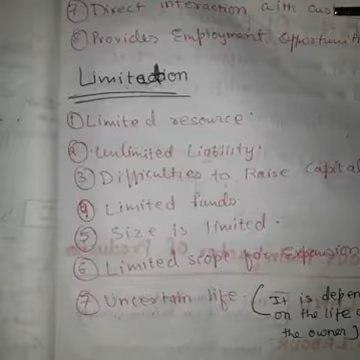 ⑦ Direct interaction with cust
⑧ Provides Employment Opportuniti
Limitation
① Limited resource.
② Unlimited Liability.
③ Difficulties to Raise Capital
④ Limited funds
⑤ Size is limited.
⑥ Limited scope for Expansion
⑦ Uncertain life. ( It is depen
on the life o
the owner )